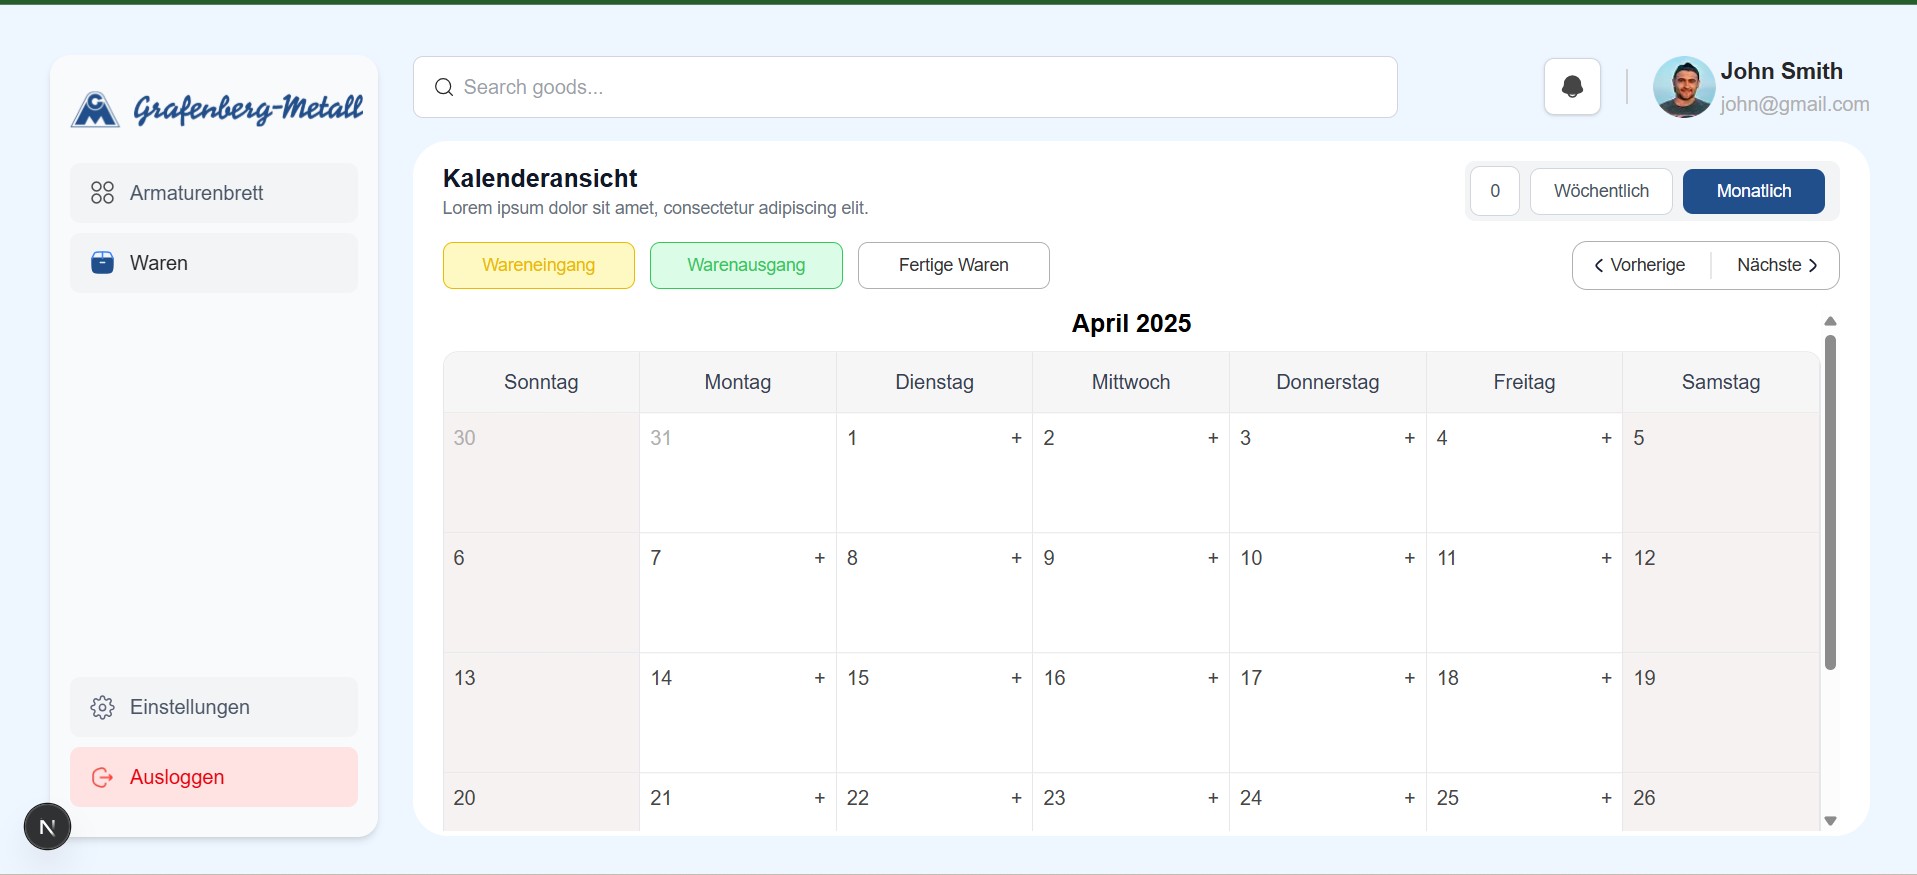 Grafenberg-Metall
Armaturenbrett
Waren
Einstellungen
Ausloggen
N
Search goods...
John Smith
john@gmail.com
Kalenderansicht
Lorem ipsum dolor sit amet, consectetur adipiscing elit.
0 Wöchentlich Monatlich
Wareneingang Warenausgang Fertige Waren
Vorherige Nächste
April 2025
Sonntag Montag Dienstag Mittwoch Donnerstag Freitag Samstag
30 31 1 + 2 + 3 + 4 + 5
6 7 + 8 + 9 + 10 + 11 + 12
13 14 + 15 + 16 + 17 + 18 + 19
20 21 + 22 + 23 + 24 + 25 + 26